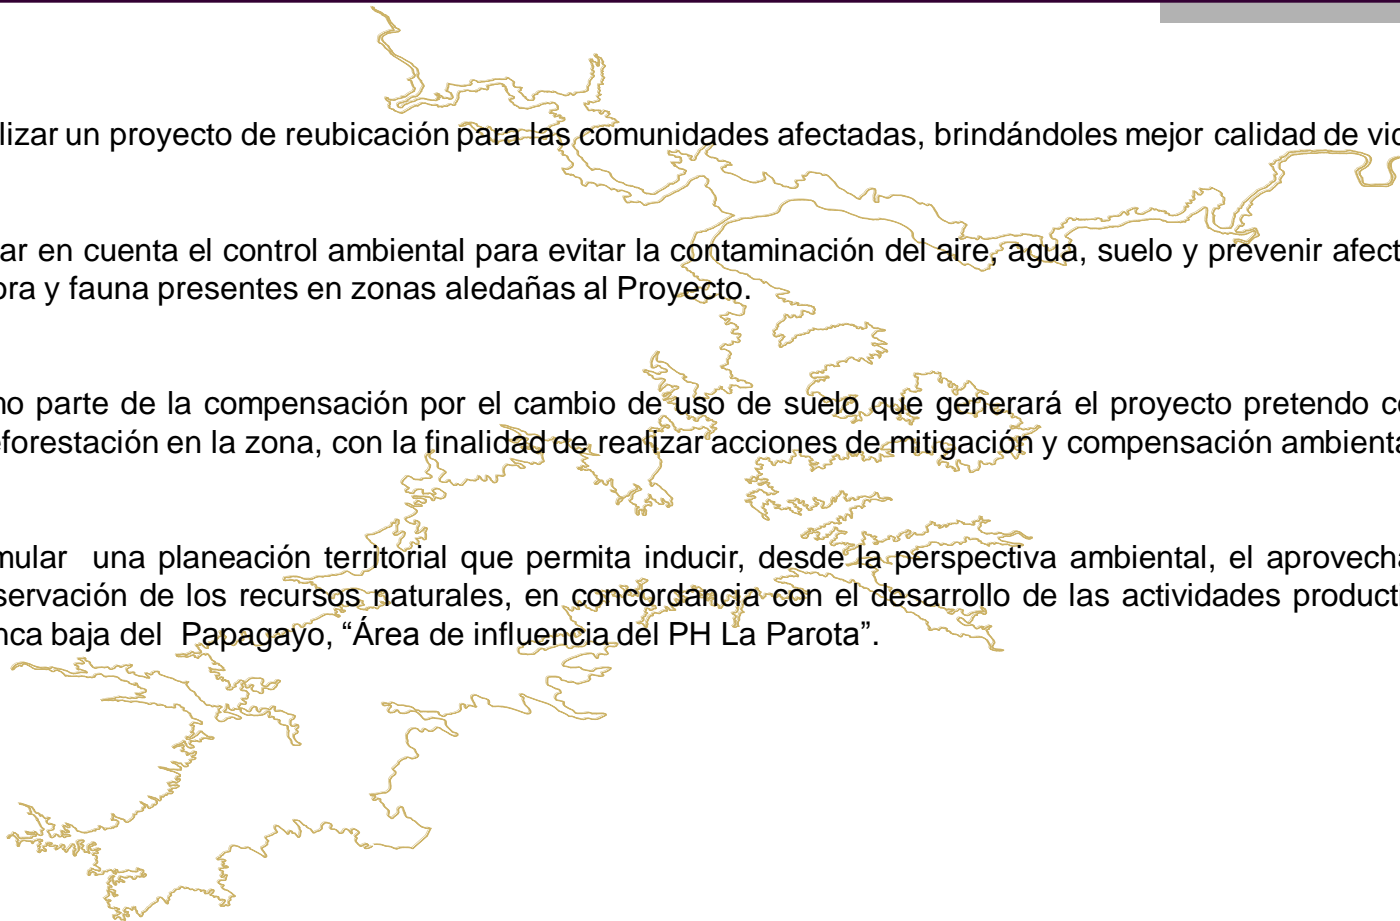 lizar un proyecto de reubicación para las comunidades afectadas, brindándoles mejor calidad de vid
ar en cuenta el control ambiental para evitar la contaminación del aire, agua, suelo y prevenir afect
ora y fauna presentes en zonas aledañas al Proyecto.
mo parte de la compensación por el cambio de uso de suelo que generará el proyecto pretendo co
eforestación en la zona, con la finalidad de realizar acciones de mitigación y compensación ambienta
mular una planeación territorial que permita inducir, desde la perspectiva ambiental, el aprovecha
servación de los recursos naturales, en concordancia con el desarrollo de las actividades producti
nca baja del Papagayo, “Área de influencia del PH La Parota”.